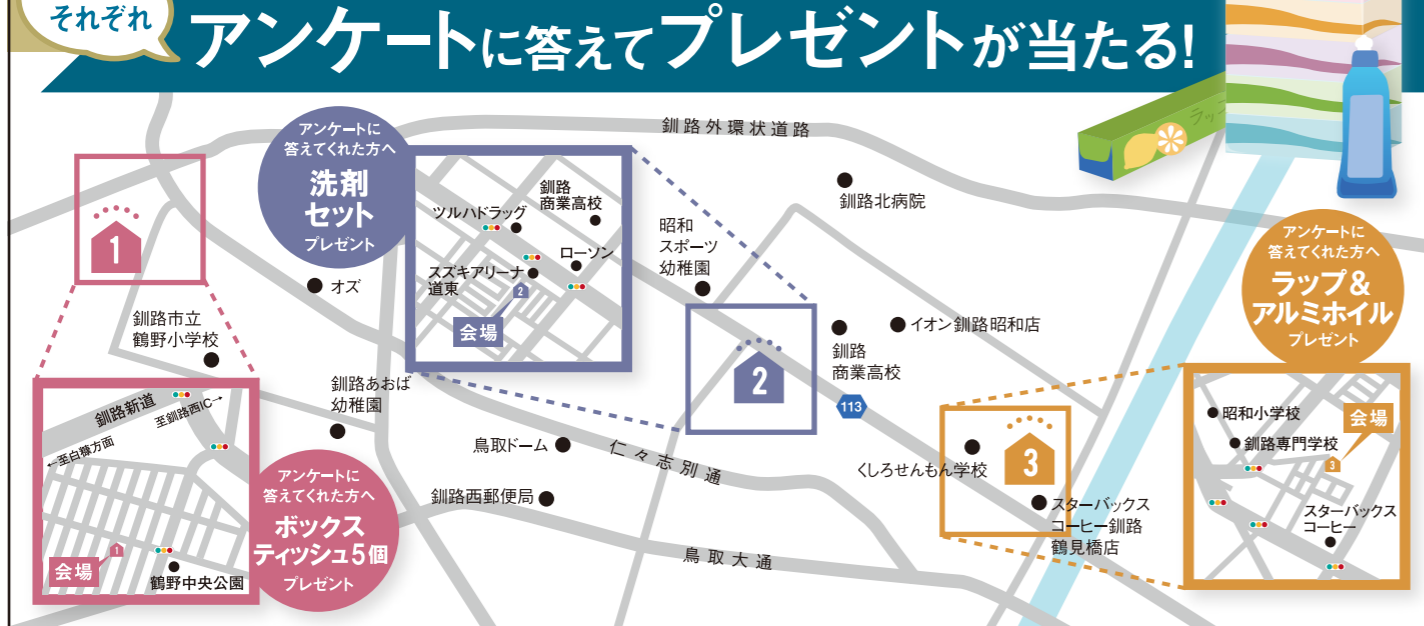 それぞれ
アンケートに答えてプレゼントが当たる!
釧路外環状道路
アンケートに
答えてくれた方へ
洗剤
セット
プレゼント
ツルハドラッグ
釧路
商業高校
ローソン
スズキアリーナ
道東
2
会場
昭和
スポーツ
幼稚園
釧路北病院
1
オズ
釧路市立
鶴野小学校
釧路あおば
幼稚園
2
釧路
商業高校
イオン釧路昭和店
113
アンケートに
答えてくれた方へ
ラップ&
アルミホイル
プレゼント
釧路新道
至釧路西IC→
←至白糠方面
1
会場
鶴野中央公園
アンケートに
答えてくれた方へ
ボックス
ティッシュ5個
プレゼント
鳥取ドーム
仁々志別通
釧路西郵便局
鳥取大通
くしろせんもん学校
3
スターバックス
コーヒー釧路
鶴見橋店
昭和小学校
釧路専門学校
会場
3
スターバックス
コーヒー